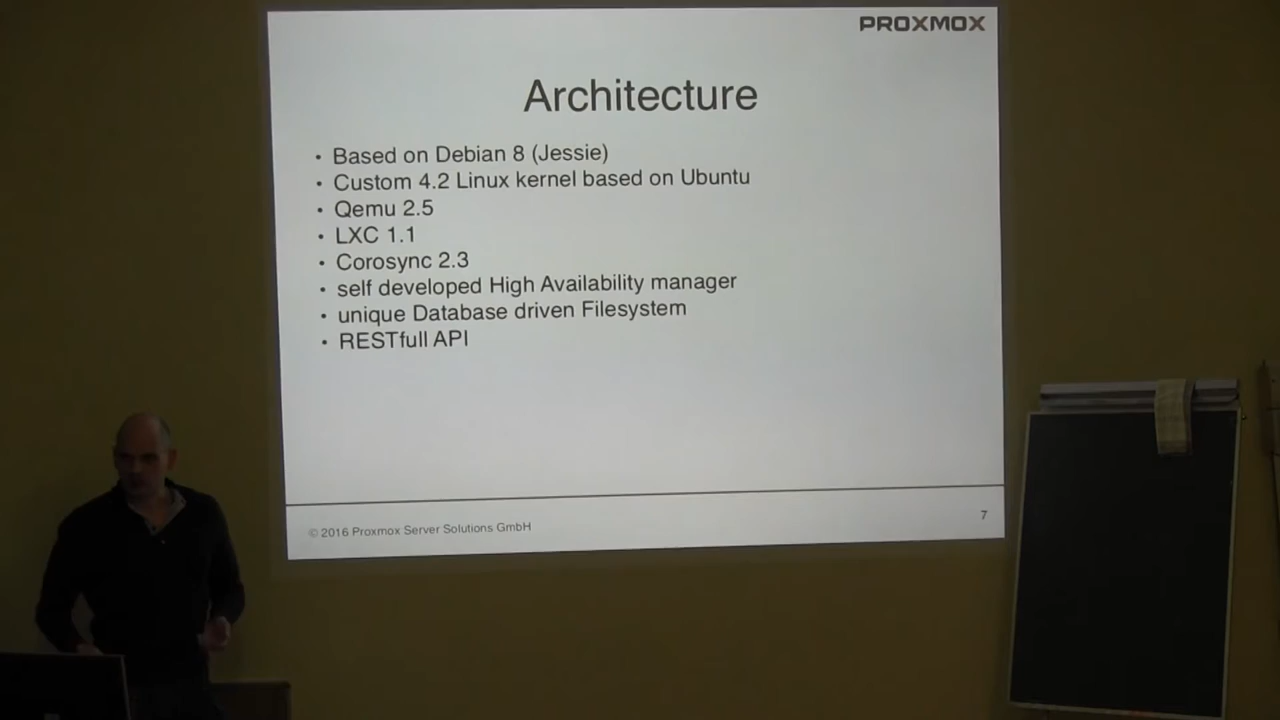 PROXMOX
Architecture
• Based on Debian 8 (Jessie)
• Custom 4.2 Linux kernel based on Ubuntu
• Qemu 2.5
• LXC 1.1
• Corosync 2.3
• self developed High Availability manager
• unique Database driven Filesystem
• RESTfull API
© 2016 Proxmox Server Solutions GmbH
7